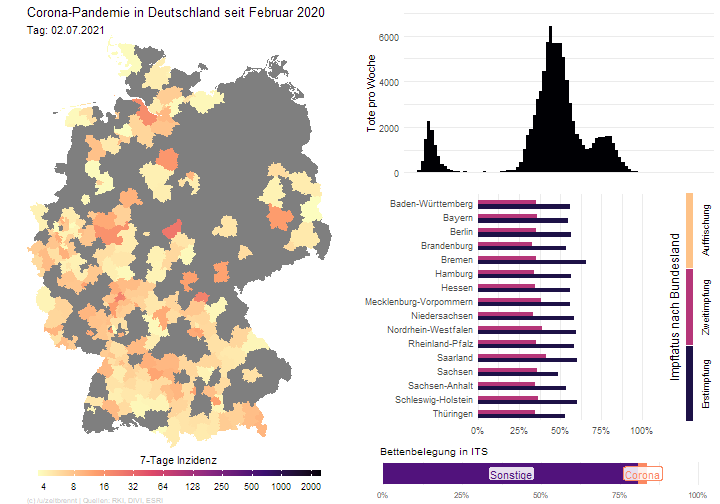 Corona-Pandemie in Deutschland seit Februar 2020
Tag: 02.07.2021
7-Tage Inzidenz
4 8 16 32 64 100 250 500 1000 2000
(c) /u/zeitbrennt | Quellen: RKI, DIVI, ESRI
Tote pro Woche
6000
4000
2000
0
Baden-Württemberg
Bayern
Berlin
Brandenburg
Bremen
Hamburg
Hessen
Mecklenburg-Vorpommern
Niedersachsen
Nordrhein-Westfalen
Rheinland-Pfalz
Saarland
Sachsen
Sachsen-Anhalt
Schleswig-Holstein
Thüringen
0% 25% 50% 75% 100%
Impfstatus nach Bundesland
Auffrischung
Zweitimpfung
Erstimpfung
Bettenbelegung in ITS
Sonstige
Corona
0% 25% 50% 75% 100%